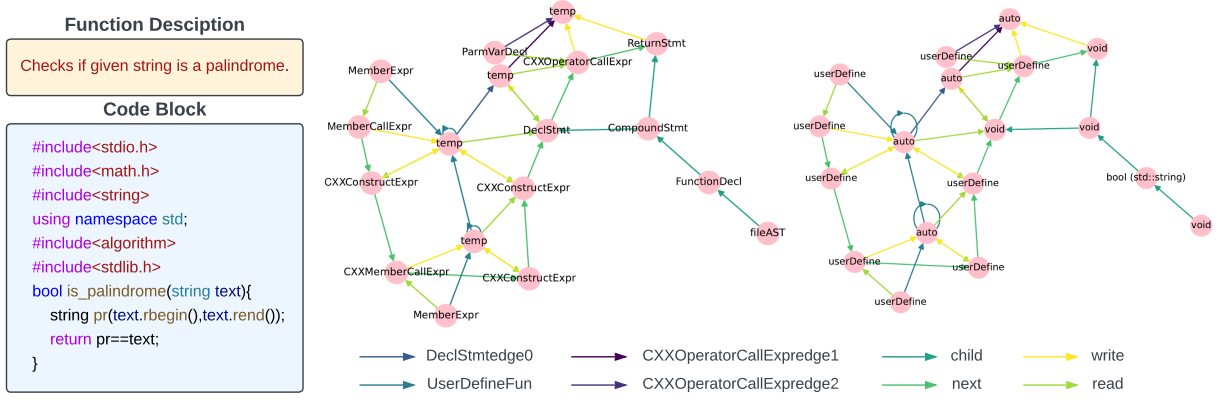 Function Desciption
Checks if given string is a palindrome.
Code Block
#include<stdio.h>
#include<math.h>
#include<string>
using namespace std;
#include<algorithm>
#include<stdlib.h>
bool is_palindrome(string text){
string pr(text.rbegin(),text.rend());
return pr==text;
}
temp
ParmVarDecl
ReturnStmt
CXXOperatorCallExpr
MemberExpr
temp
MemberCallExpr
temp
DeclStmt
CompoundStmt
CXXConstructExpr
CXXConstructExpr
FunctionDecl
temp
fileAST
CXXMemberCallExpr
CXXConstructExpr
MemberExpr
auto
userDefine
void
userDefine
userDefine
auto
userDefine
auto
void
void
userDefine
userDefine
bool (std::string)
auto
void
userDefine
userDefine
userDefine
DeclStmtedge0
CXXOperatorCallExpredge1
child
write
UserDefineFun
CXXOperatorCallExpredge2
next
read